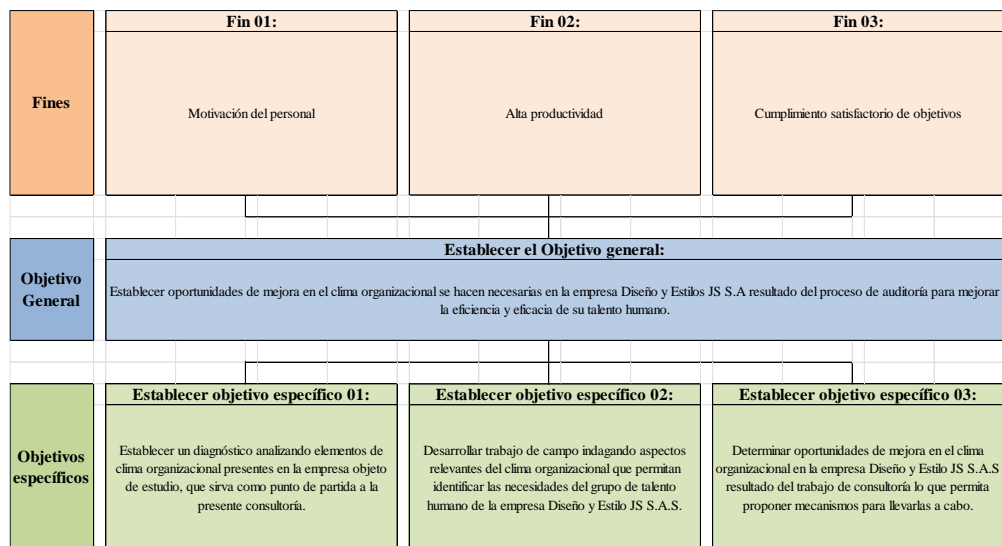 Fines
Fin 01:
Motivación del personal
Fin 02:
Alta productividad
Fin 03:
Cumplimiento satisfactorio de objetivos
Objetivo
General
Establecer el Objetivo general:
Establecer oportunidades de mejora en el clima organizacional se hacen necesarias en la empresa Diseño y Estilos JS S.A resultado del proceso de auditoría para mejorar
la eficiencia y eficacia de su talento humano.
Objetivos
específicos
Establecer objetivo específico 01:
Establecer un diagnóstico analizando elementos de
clima organizacional presentes en la empresa objeto
de estudio, que sirva como punto de partida a la
presente consultoría.
Establecer objetivo específico 02:
Desarrollar trabajo de campo indagando aspectos
relevantes del clima organizacional que permitan
identificar las necesidades del grupo de talento
humano de la empresa Diseño y Estilo JS S.A.S.
Establecer objetivo específico 03:
Determinar oportunidades de mejora en el clima
organizacional en la empresa Diseño y Estilo JS S.A.S
resultado del trabajo de consultoría lo que permita
proponer mecanismos para llevarlas a cabo.